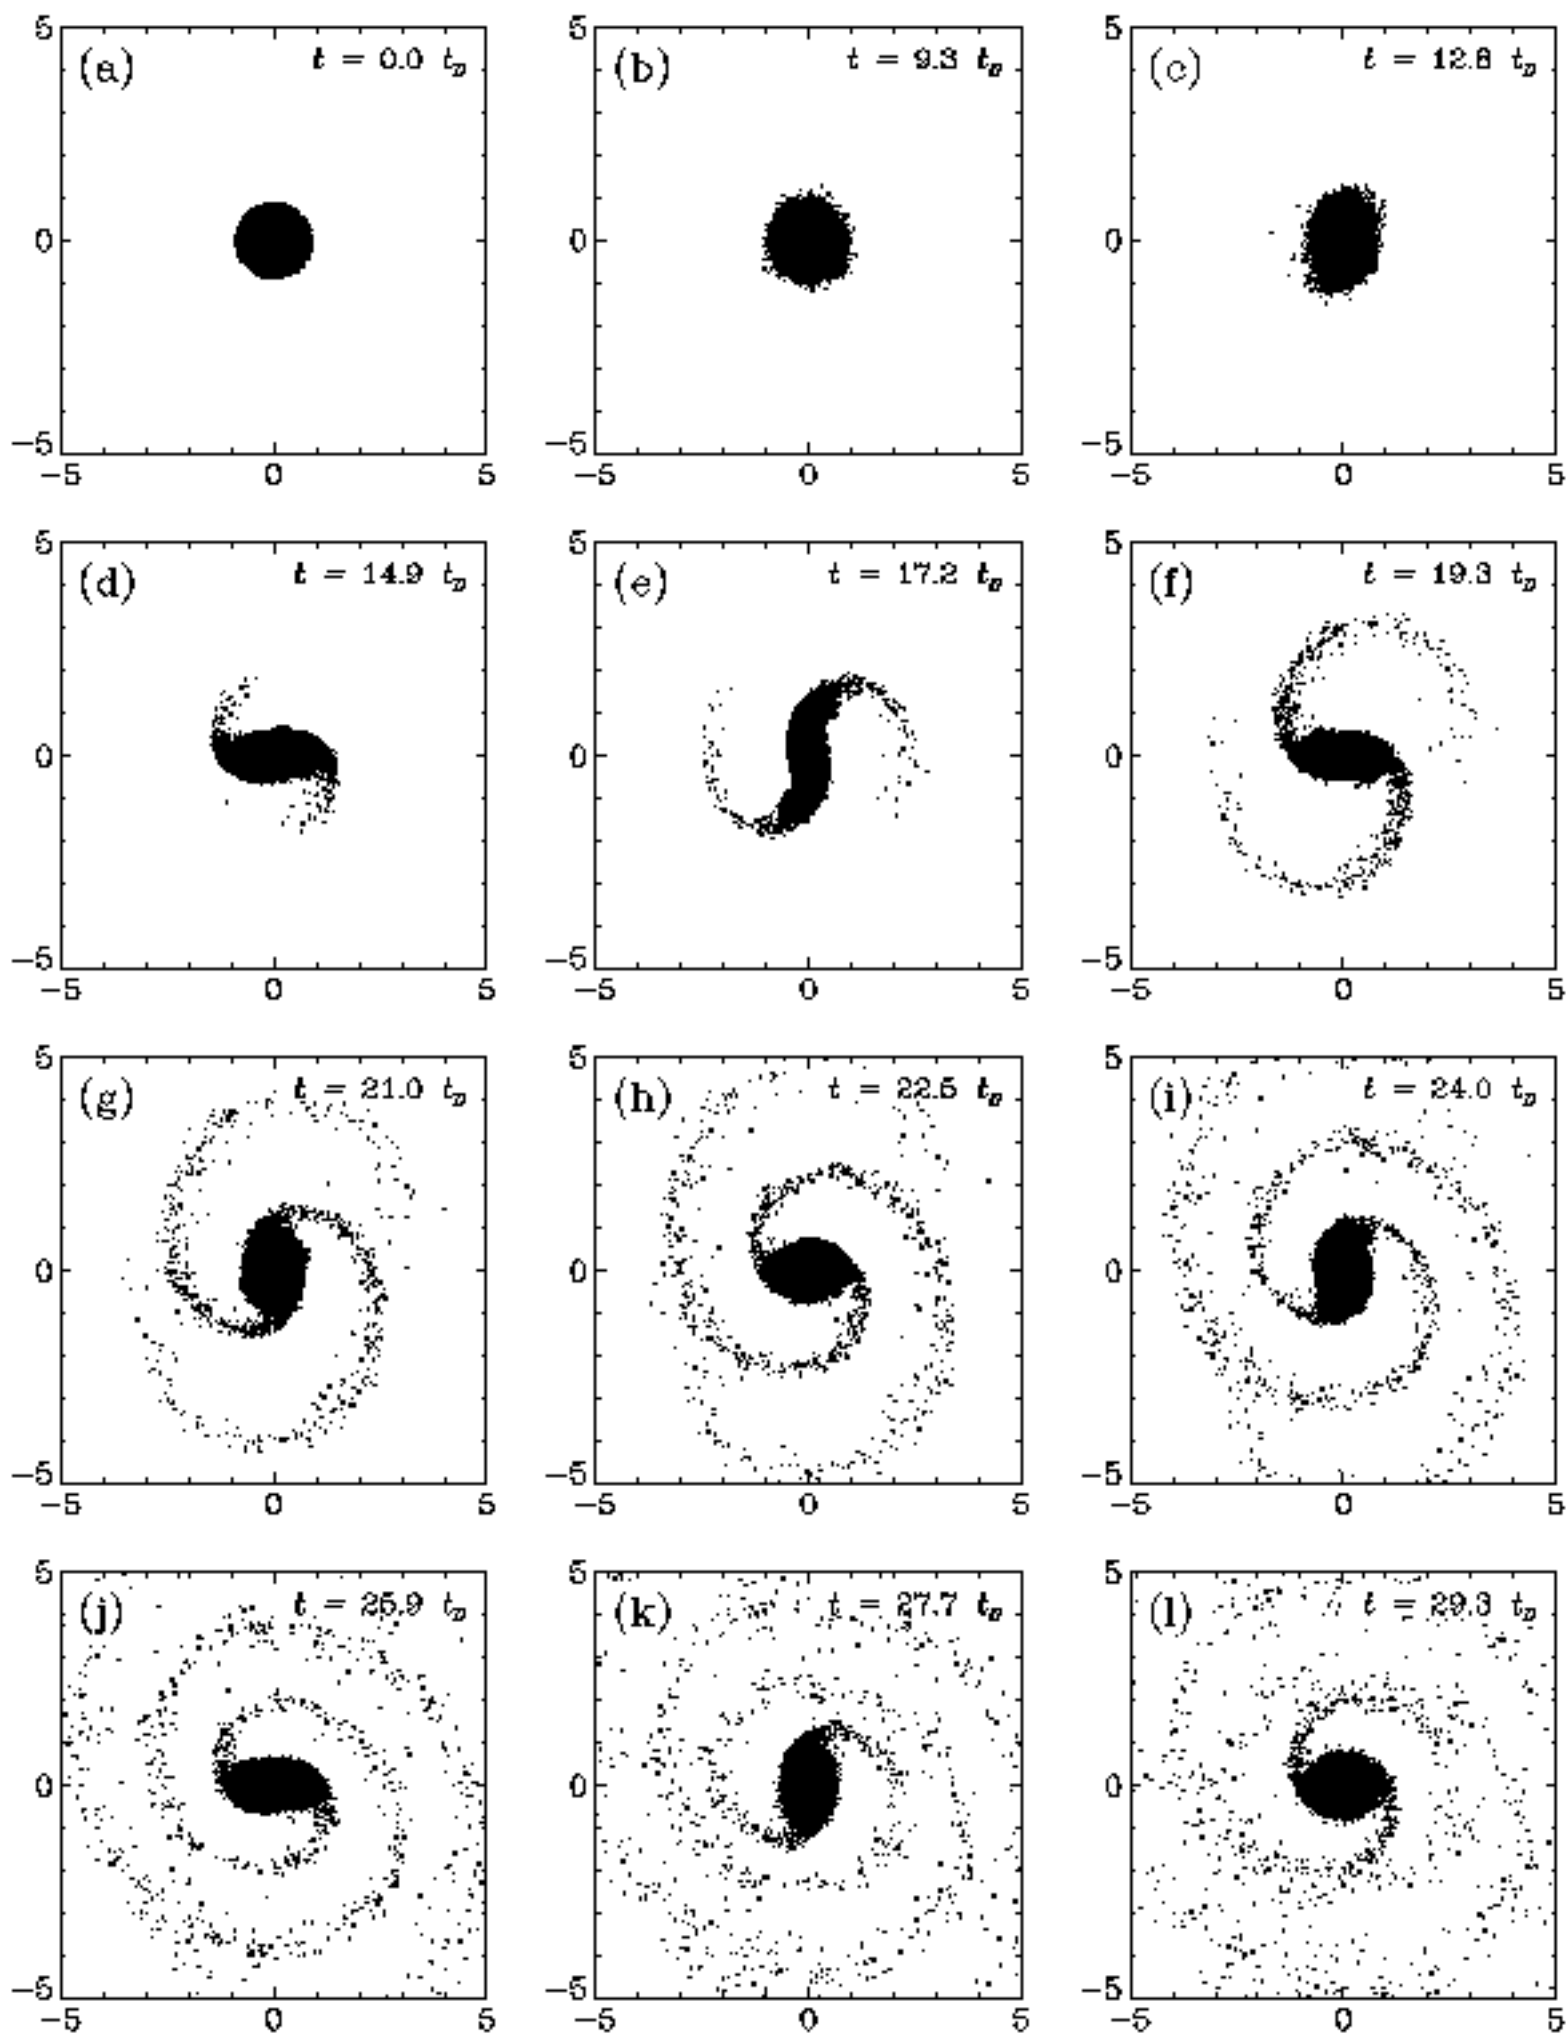 5
(a) t = 0.0 t_D
0
−5
−5 0 5
5
(b) t = 9.3 t_D
0
−5
−5 0 5
5
(c) t = 12.8 t_D
0
−5
−5 0 5
5
(d) t = 14.9 t_D
0
−5
−5 0 5
5
(e) t = 17.2 t_D
0
−5
−5 0 5
5
(f) t = 19.3 t_D
0
−5
−5 0 5
5
(g) t = 21.0 t_D
0
−5
−5 0 5
5
(h) t = 22.5 t_D
0
−5
−5 0 5
5
(i) t = 24.0 t_D
0
−5
−5 0 5
5
(j) t = 25.9 t_D
0
−5
−5 0 5
5
(k) t = 27.7 t_D
0
−5
−5 0 5
5
(l) t = 29.3 t_D
0
−5
−5 0 5